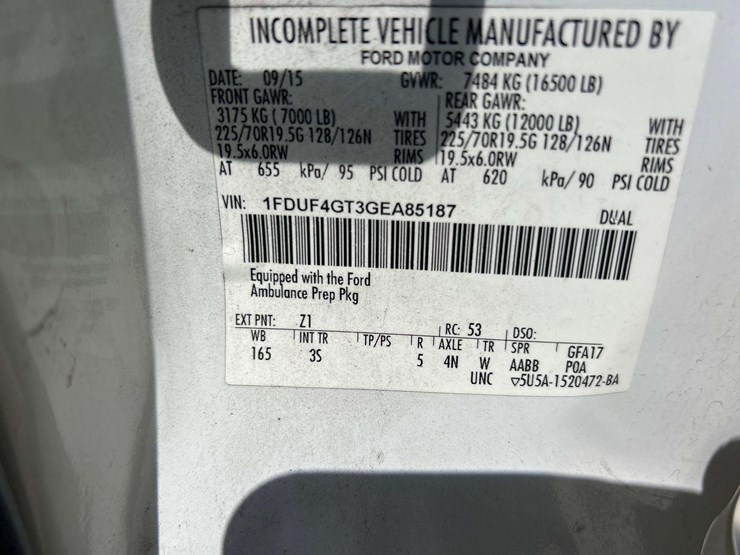 INCOMPLETE VEHICLE MANUFACTURED BY
FORD MOTOR COMPANY
DATE: 09/15 GVWR: 7484 KG (16500 LB)
FRONT GAWR: REAR GAWR:
3175 KG ( 7000 LB) WITH 5443 KG (12000 LB) WITH
225/70R19.5G 128/126N TIRES 225/70R19.5G 128/126N TIRES
19.5x6.0RW RIMS 19.5x6.0RW RIMS
AT 655 kPa/ 95 PSI COLD AT 620 kPa/ 90 PSI COLD
VIN: 1FDUF4GT3GEA85187 DUAL
Equipped with the Ford
Ambulance Prep Pkg
EXT PNT: Z1 RC: 53 DSO:
WB INT TR TP/PS R AXLE TR SPR GFA17
165 3S 5 4N W AABB POA
UNC ▽5U5A-1520472-BA